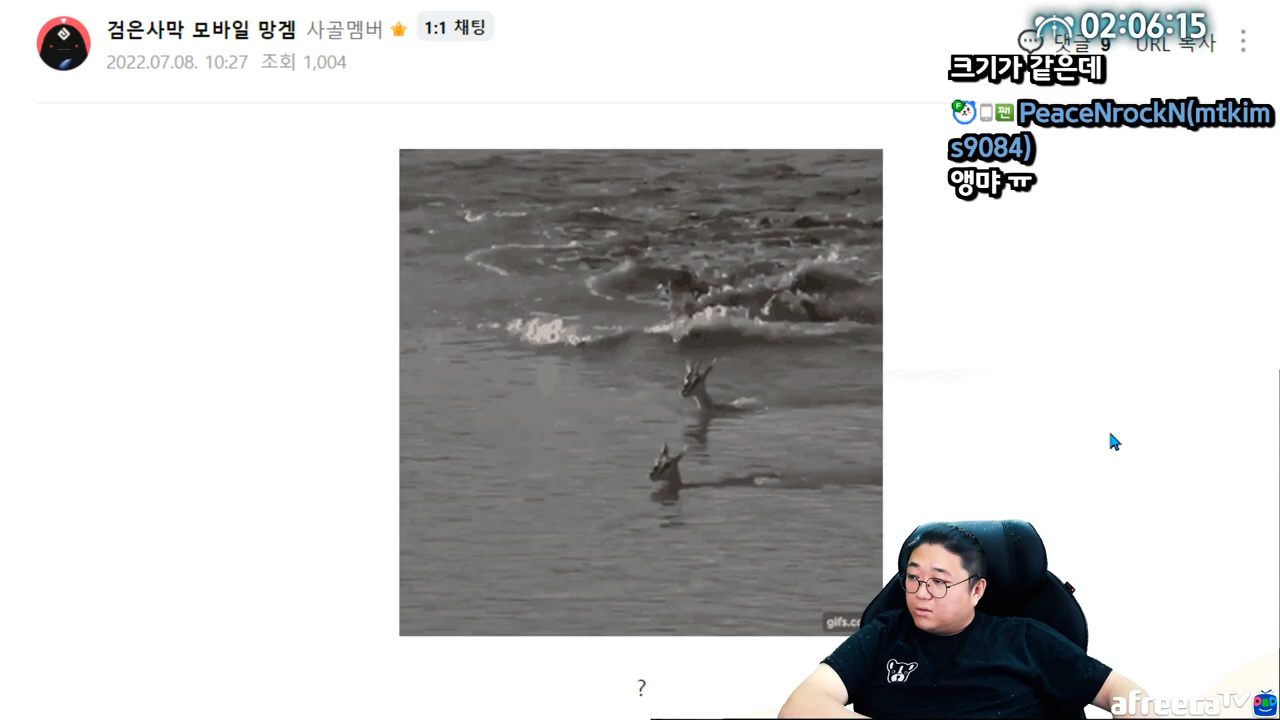 검은사막 모바일 망겜 사골멤버 1:1 채팅
2022.07.08. 10:27 조회 1,004
02:06:15
댓글 9 URL 복사
크기가 같은데
PeaceNrockN(mtkim
s9084)
앵먀 ㅠ
gifs.c
?
afreecaTV